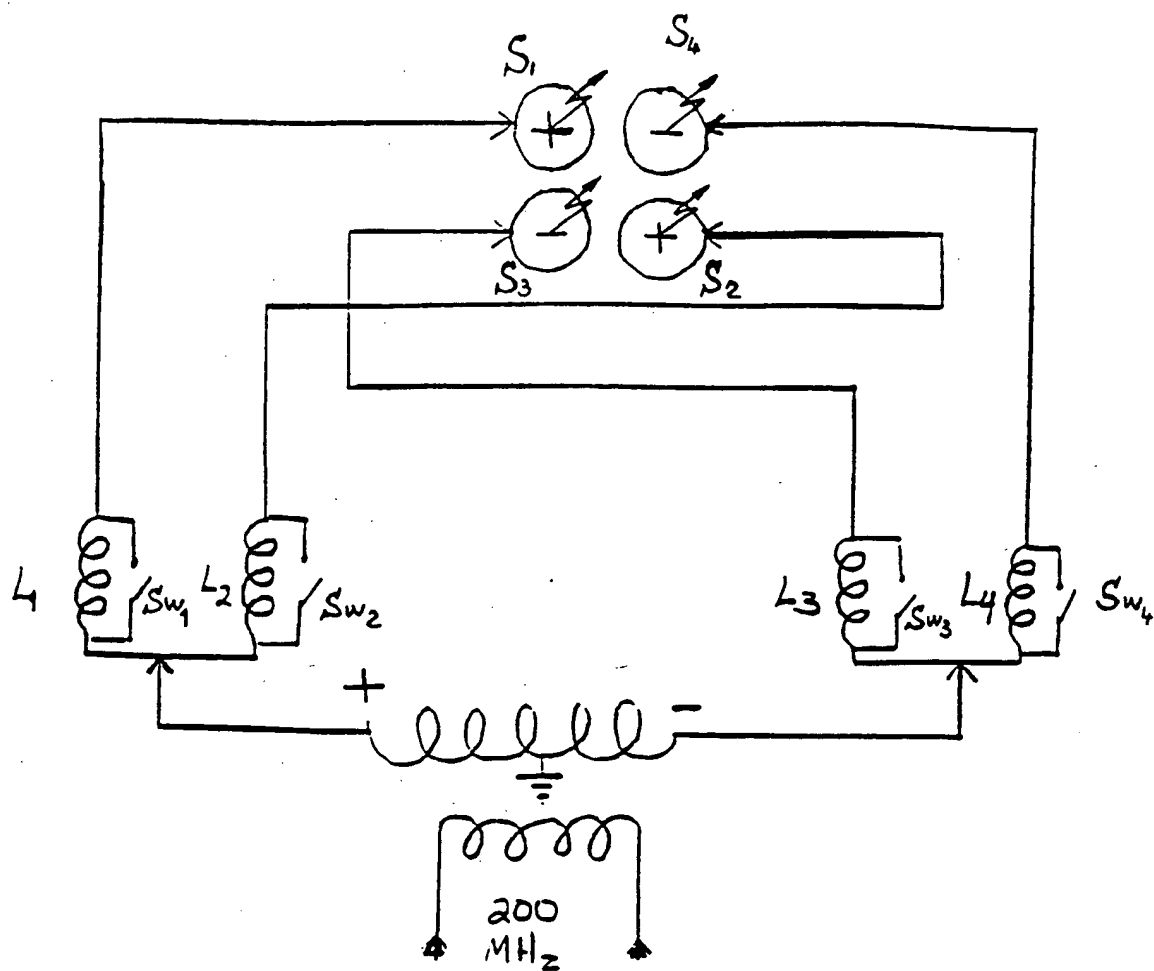 S₁
S₄
+
−
−
+
S₃
S₂
L₁
Sw₁
L₂
Sw₂
L₃
Sw₃
L₄
Sw₄
+
−
200
MHz